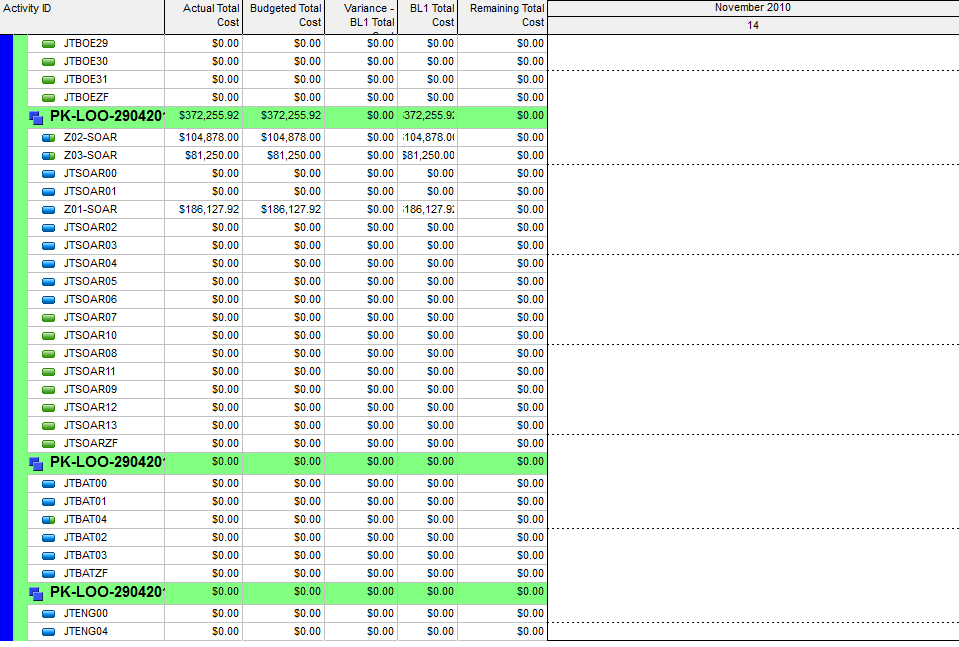 Activity ID Actual Total Cost Budgeted Total Cost Variance - BL1 Total BL1 Total Cost Remaining Total Cost November 2010
14
JTBOE29 $0.00 $0.00 $0.00 $0.00 $0.00
JTBOE30 $0.00 $0.00 $0.00 $0.00 $0.00
JTBOE31 $0.00 $0.00 $0.00 $0.00 $0.00
JTBOEZF $0.00 $0.00 $0.00 $0.00 $0.00
PK-LOO-290420 $372,255.92 $372,255.92 $0.00 372,255.92 $0.00
Z02-SOAR $104,878.00 $104,878.00 $0.00 104,878.00 $0.00
Z03-SOAR $81,250.00 $81,250.00 $0.00 $81,250.00 $0.00
JTSOAR00 $0.00 $0.00 $0.00 $0.00 $0.00
JTSOAR01 $0.00 $0.00 $0.00 $0.00 $0.00
Z01-SOAR $186,127.92 $186,127.92 $0.00 186,127.92 $0.00
JTSOAR02 $0.00 $0.00 $0.00 $0.00 $0.00
JTSOAR03 $0.00 $0.00 $0.00 $0.00 $0.00
JTSOAR04 $0.00 $0.00 $0.00 $0.00 $0.00
JTSOAR05 $0.00 $0.00 $0.00 $0.00 $0.00
JTSOAR06 $0.00 $0.00 $0.00 $0.00 $0.00
JTSOAR07 $0.00 $0.00 $0.00 $0.00 $0.00
JTSOAR10 $0.00 $0.00 $0.00 $0.00 $0.00
JTSOAR08 $0.00 $0.00 $0.00 $0.00 $0.00
JTSOAR11 $0.00 $0.00 $0.00 $0.00 $0.00
JTSOAR09 $0.00 $0.00 $0.00 $0.00 $0.00
JTSOAR12 $0.00 $0.00 $0.00 $0.00 $0.00
JTSOAR13 $0.00 $0.00 $0.00 $0.00 $0.00
JTSOARZF $0.00 $0.00 $0.00 $0.00 $0.00
PK-LOO-290420 $0.00 $0.00 $0.00 $0.00 $0.00
JTBAT00 $0.00 $0.00 $0.00 $0.00 $0.00
JTBAT01 $0.00 $0.00 $0.00 $0.00 $0.00
JTBAT04 $0.00 $0.00 $0.00 $0.00 $0.00
JTBAT02 $0.00 $0.00 $0.00 $0.00 $0.00
JTBAT03 $0.00 $0.00 $0.00 $0.00 $0.00
JTBATZF $0.00 $0.00 $0.00 $0.00 $0.00
PK-LOO-290420 $0.00 $0.00 $0.00 $0.00 $0.00
JTENG00 $0.00 $0.00 $0.00 $0.00 $0.00
JTENG04 $0.00 $0.00 $0.00 $0.00 $0.00